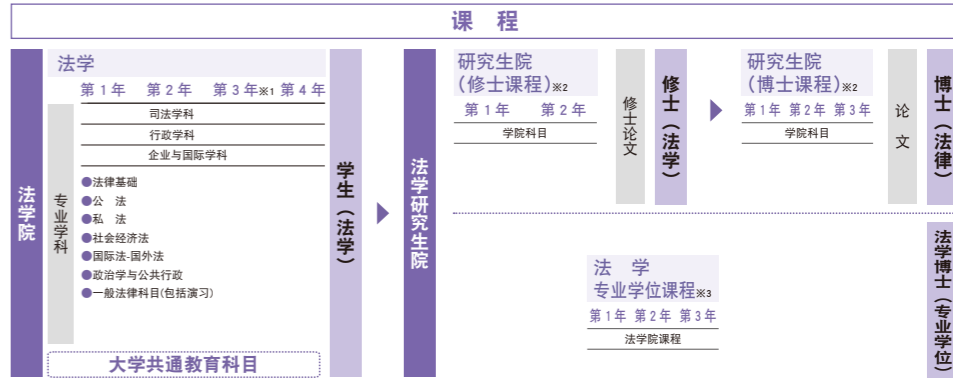 课 程
法学院
法学
第1年 第2年 第3年※1 第4年
专业学科
司法学科
行政学科
企业与国际学科
●法律基础
●公 法
●私 法
●社会经济法
●国际法-国外法
●政治学与公共行政
●一般法律科目(包括演习)
大学共通教育科目
学生（法学）
法学研究生院
研究生院
（修士课程）※2
第1年 第2年
学院科目
修士论文
修士（法学）
研究生院
（博士课程）※2
第1年 第2年 第3年
学院科目
论文
博士（法律）
法 学
专业学位课程※3
第1年 第2年 第3年
法学院课程
法学博士（专业学位）